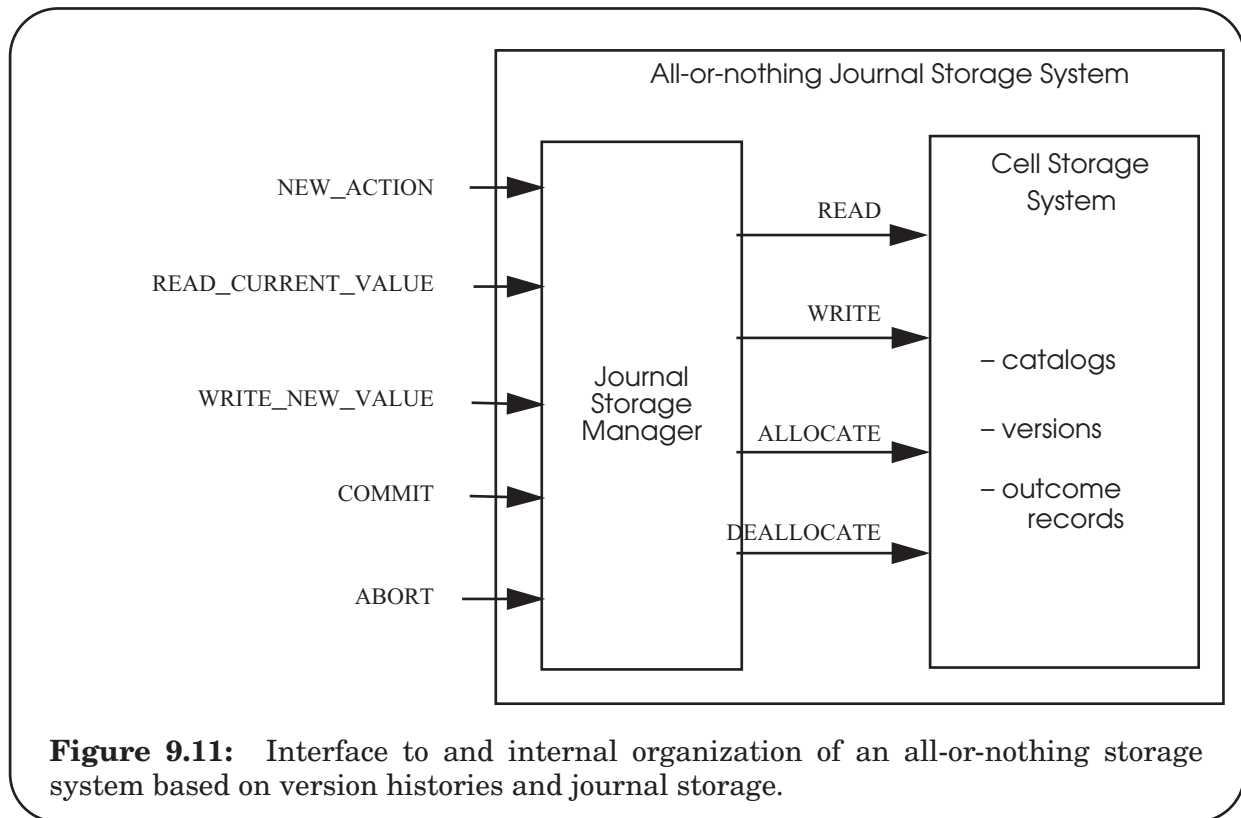 All-or-nothing Journal Storage System
NEW_ACTION
READ_CURRENT_VALUE
WRITE_NEW_VALUE
COMMIT
ABORT
Journal
Storage
Manager
READ
WRITE
ALLOCATE
DEALLOCATE
Cell Storage
System
– catalogs
– versions
– outcome
records
Figure 9.11: Interface to and internal organization of an all-or-nothing storage
system based on version histories and journal storage.